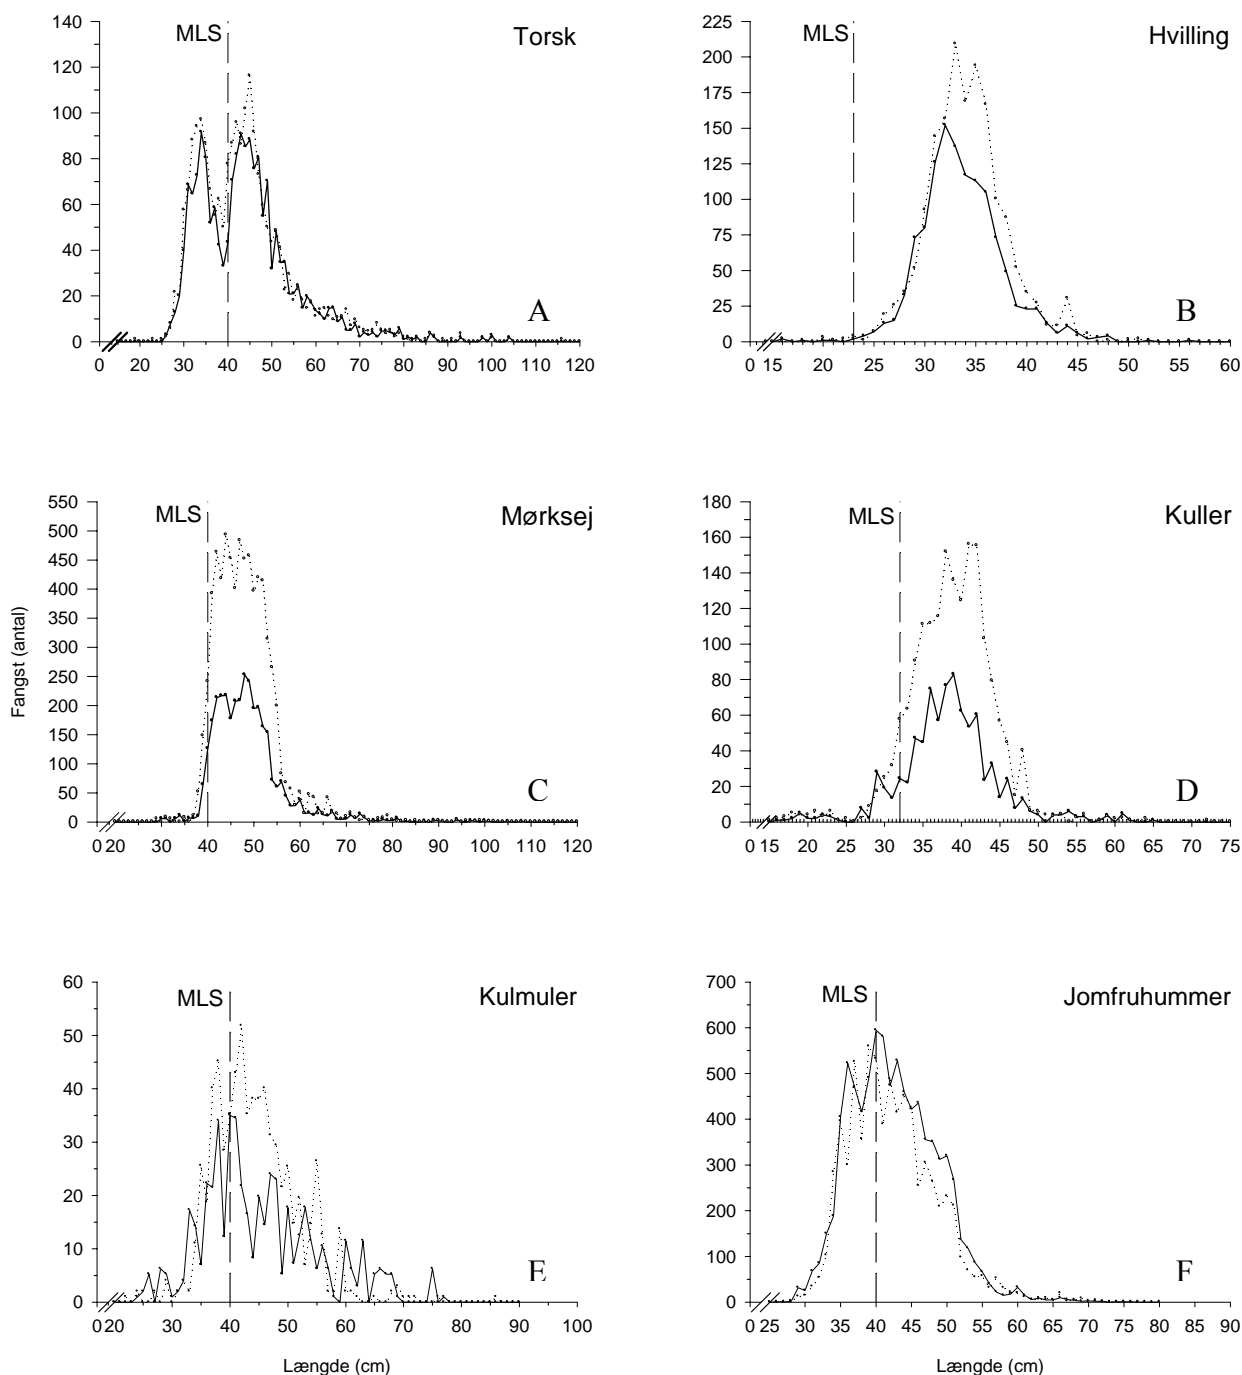 MLS
Torsk
140
120
100
80
60
40
20
0
A
0 20 30 40 50 60 70 80 90 100 110 120
MLS
Hvilling
225
200
175
150
125
100
75
50
25
0
B
0 15 20 25 30 35 40 45 50 55 60
MLS
Mørksej
Fangst (antal)
550
500
450
400
350
300
250
200
150
100
50
0
C
0 20 30 40 50 60 70 80 90 100 110 120
MLS
Kuller
180
160
140
120
100
80
60
40
20
0
D
0 15 20 25 30 35 40 45 50 55 60 65 70 75
MLS
Kulmuler
60
50
40
30
20
10
0
E
0 20 30 40 50 60 70 80 90 100
Længde (cm)
MLS
Jomfruhummer
700
600
500
400
300
200
100
0
F
0 25 30 35 40 45 50 55 60 65 70 75 80 85 90
Længde (cm)